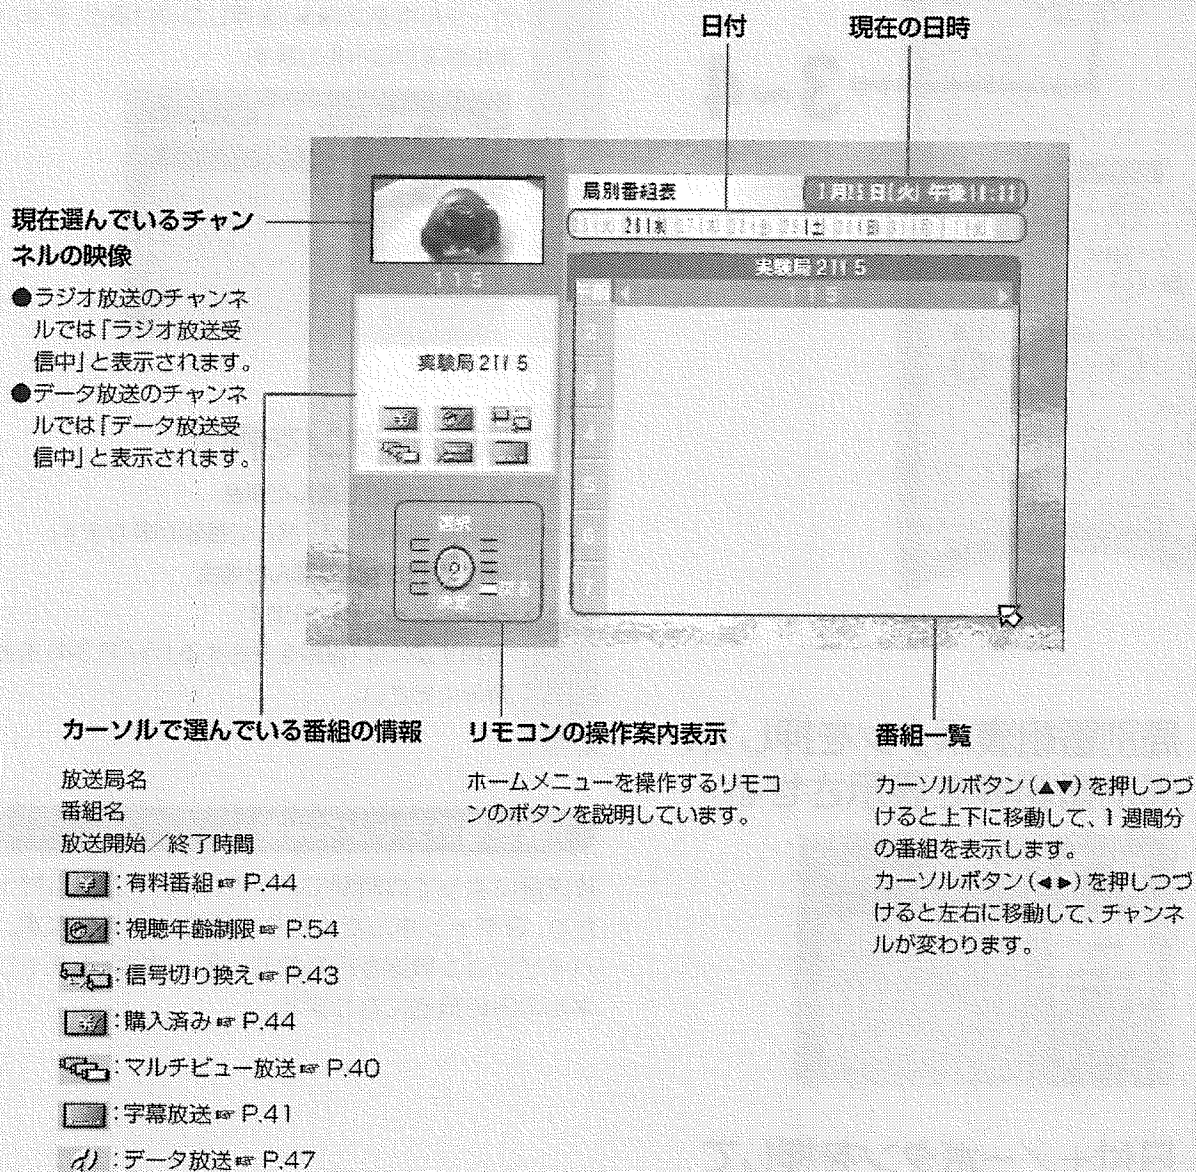 日付
現在の日時
現在選んでいるチャン
ネルの映像
●ラジオ放送のチャンネ
ルでは「ラジオ放送受
信中」と表示されます。
●データ放送のチャンネ
ルでは「データ放送受
信中」と表示されます。
局別番組表
実験局
実験局
カーソルで選んでいる番組の情報
放送局名
番組名
放送開始／終了時間
:有料番組☞ P.44
:視聴年齢制限☞ P.54
:信号切り換え☞ P.43
:購入済み☞ P.44
:マルチビュー放送☞ P.40
:字幕放送☞ P.41
:データ放送☞ P.47
リモコンの操作案内表示
ホームメニューを操作するリモコ
ンのボタンを説明しています。
番組一覧
カーソルボタン(▲▼)を押しつづ
けると上下に移動して、1週間分
の番組を表示します。
カーソルボタン(◀▶)を押しつづ
けると左右に移動して、チャンネ
ルが変わります。